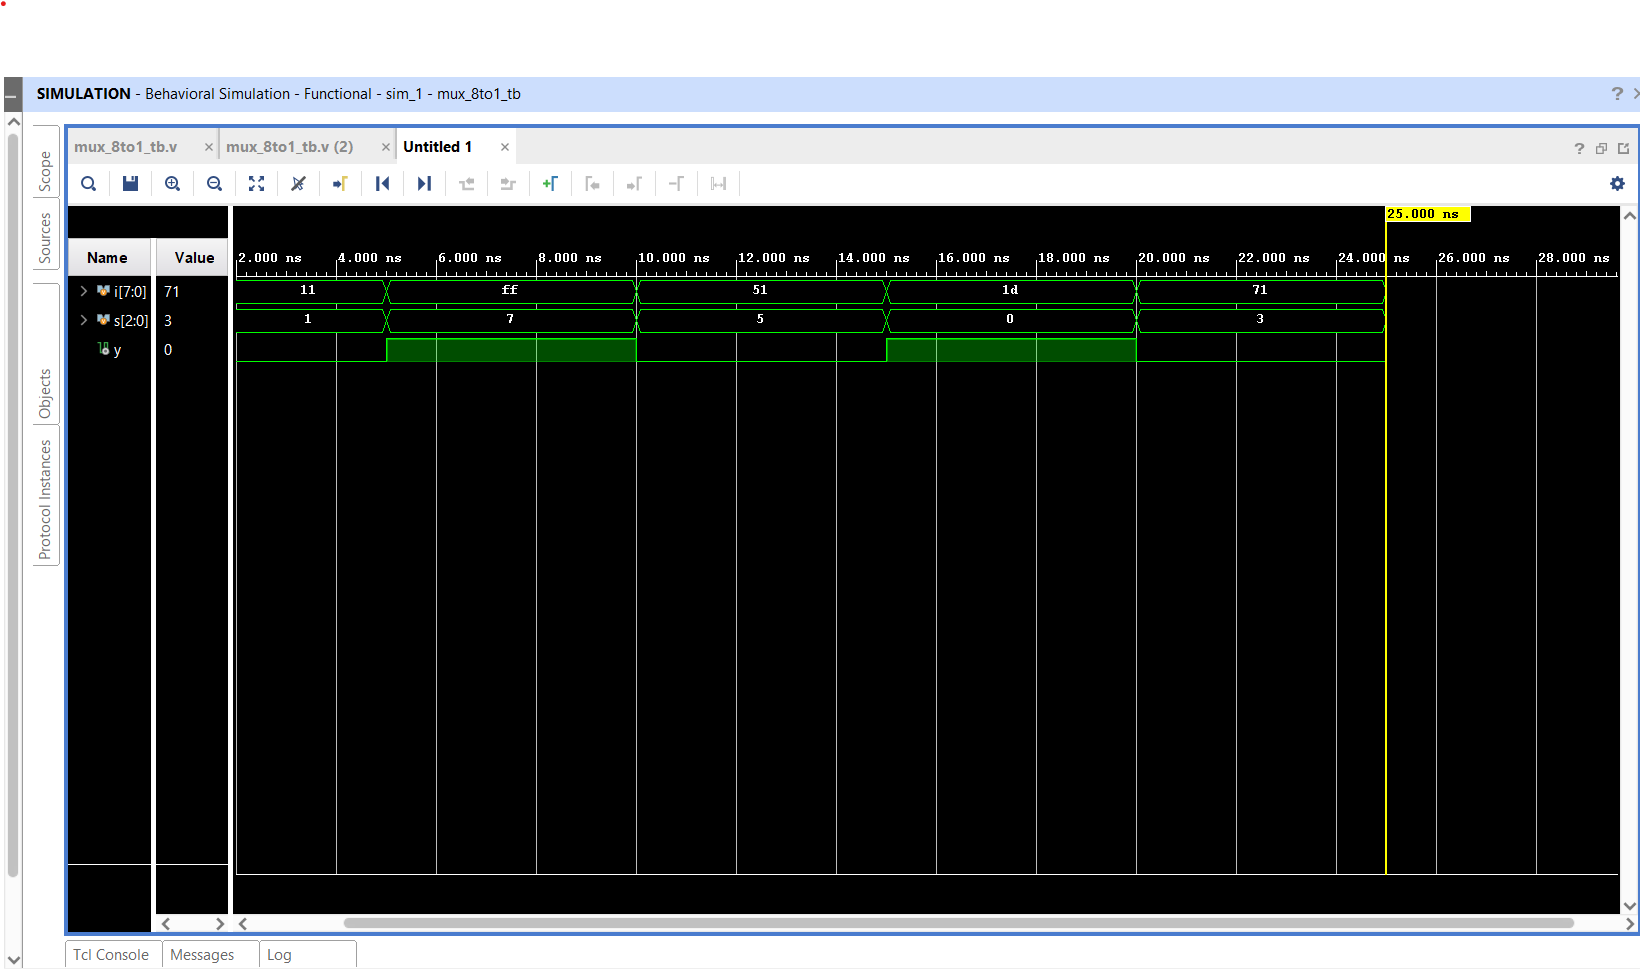 SIMULATION - Behavioral Simulation - Functional - sim_1 - mux_8to1_tb
?
Scope
Sources
Objects
Protocol Instances
mux_8to1_tb.v
mux_8to1_tb.v (2)
Untitled 1
?
25.000 ns
Name Value
2.000 ns 4.000 ns 6.000 ns 8.000 ns 10.000 ns 12.000 ns 14.000 ns 16.000 ns 18.000 ns 20.000 ns 22.000 ns 24.000 ns 26.000 ns 28.000 ns
i[7:0] 71 11 ff 51 1d 71
s[2:0] 3 1 7 5 0 3
y 0
Tcl Console Messages Log